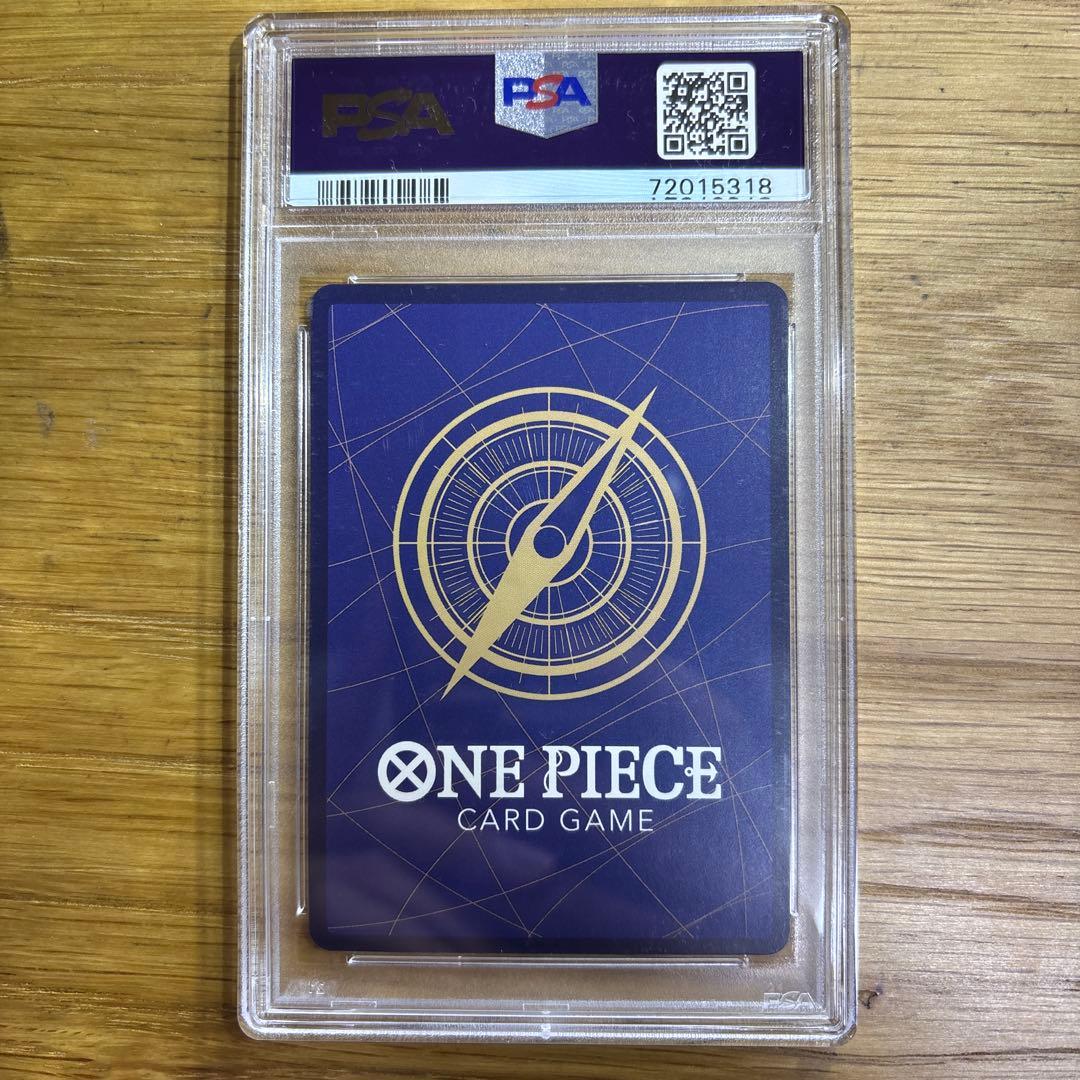 PSA
PSA
72015318
ONE PIECE
CARD GAME
PSA